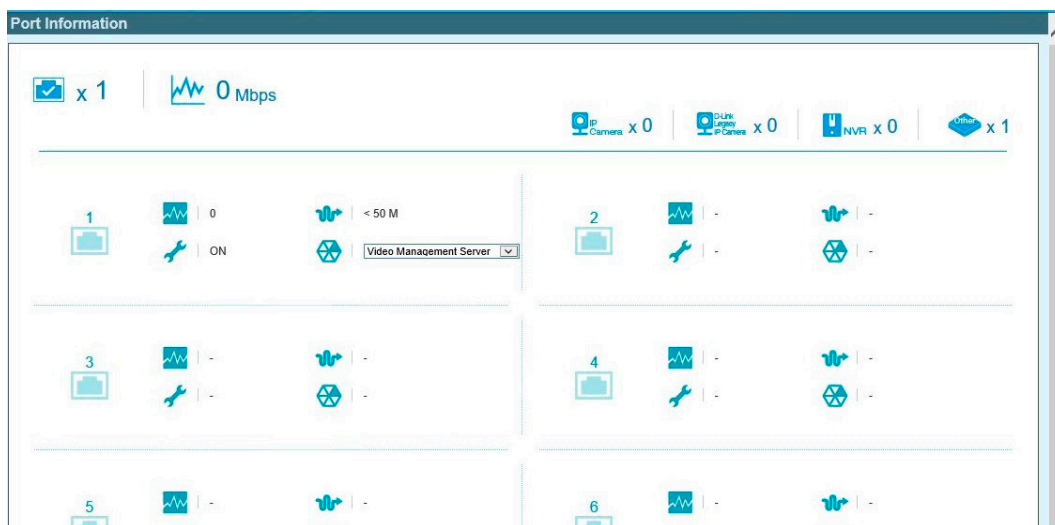 Port Information
x 1
0 Mbps
IP Camera x 0
D-Link Legacy IP Camera x 0
NVR x 0
Other x 1
1
0
< 50 M
ON
Video Management Server
2
-
-
-
-
3
-
-
-
-
4
-
-
-
-
5
-
-
6
-
-